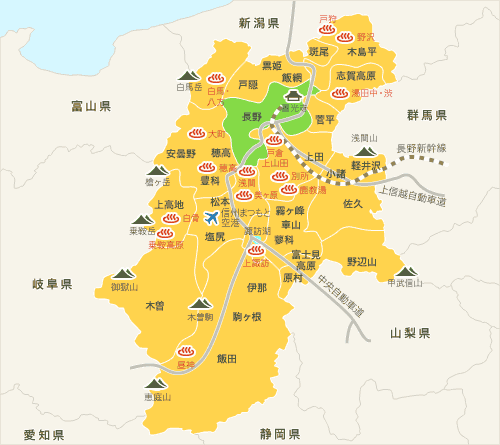 新潟県
戸狩
野沢
斑尾
木島平
黒姫
飯綱
志賀高原
白馬岳
白馬・
八方
戸隠
湯田中・渋
善光寺
富山県
長野
菅平
群馬県
大町
戸倉
上山田
浅間山
長野新幹線
安曇野
穂高
上田
軽井沢
穂高
浅間
別所
小諸
槍ヶ岳
豊科
美ヶ原
鹿教湯
上信越自動車道
松本
上高地
白骨
信州まつもと
空港
霧ヶ峰
車山
佐久
乗鞍岳
乗鞍高原
塩尻
諏訪湖
蓼科
上諏訪
富士見
高原
野辺山
原村
御嶽山
甲武信山
岐阜県
伊那
中央自動車道
木曽
木曽駒
駒ヶ根
山梨県
昼神
飯田
恵庭山
愛知県
静岡県